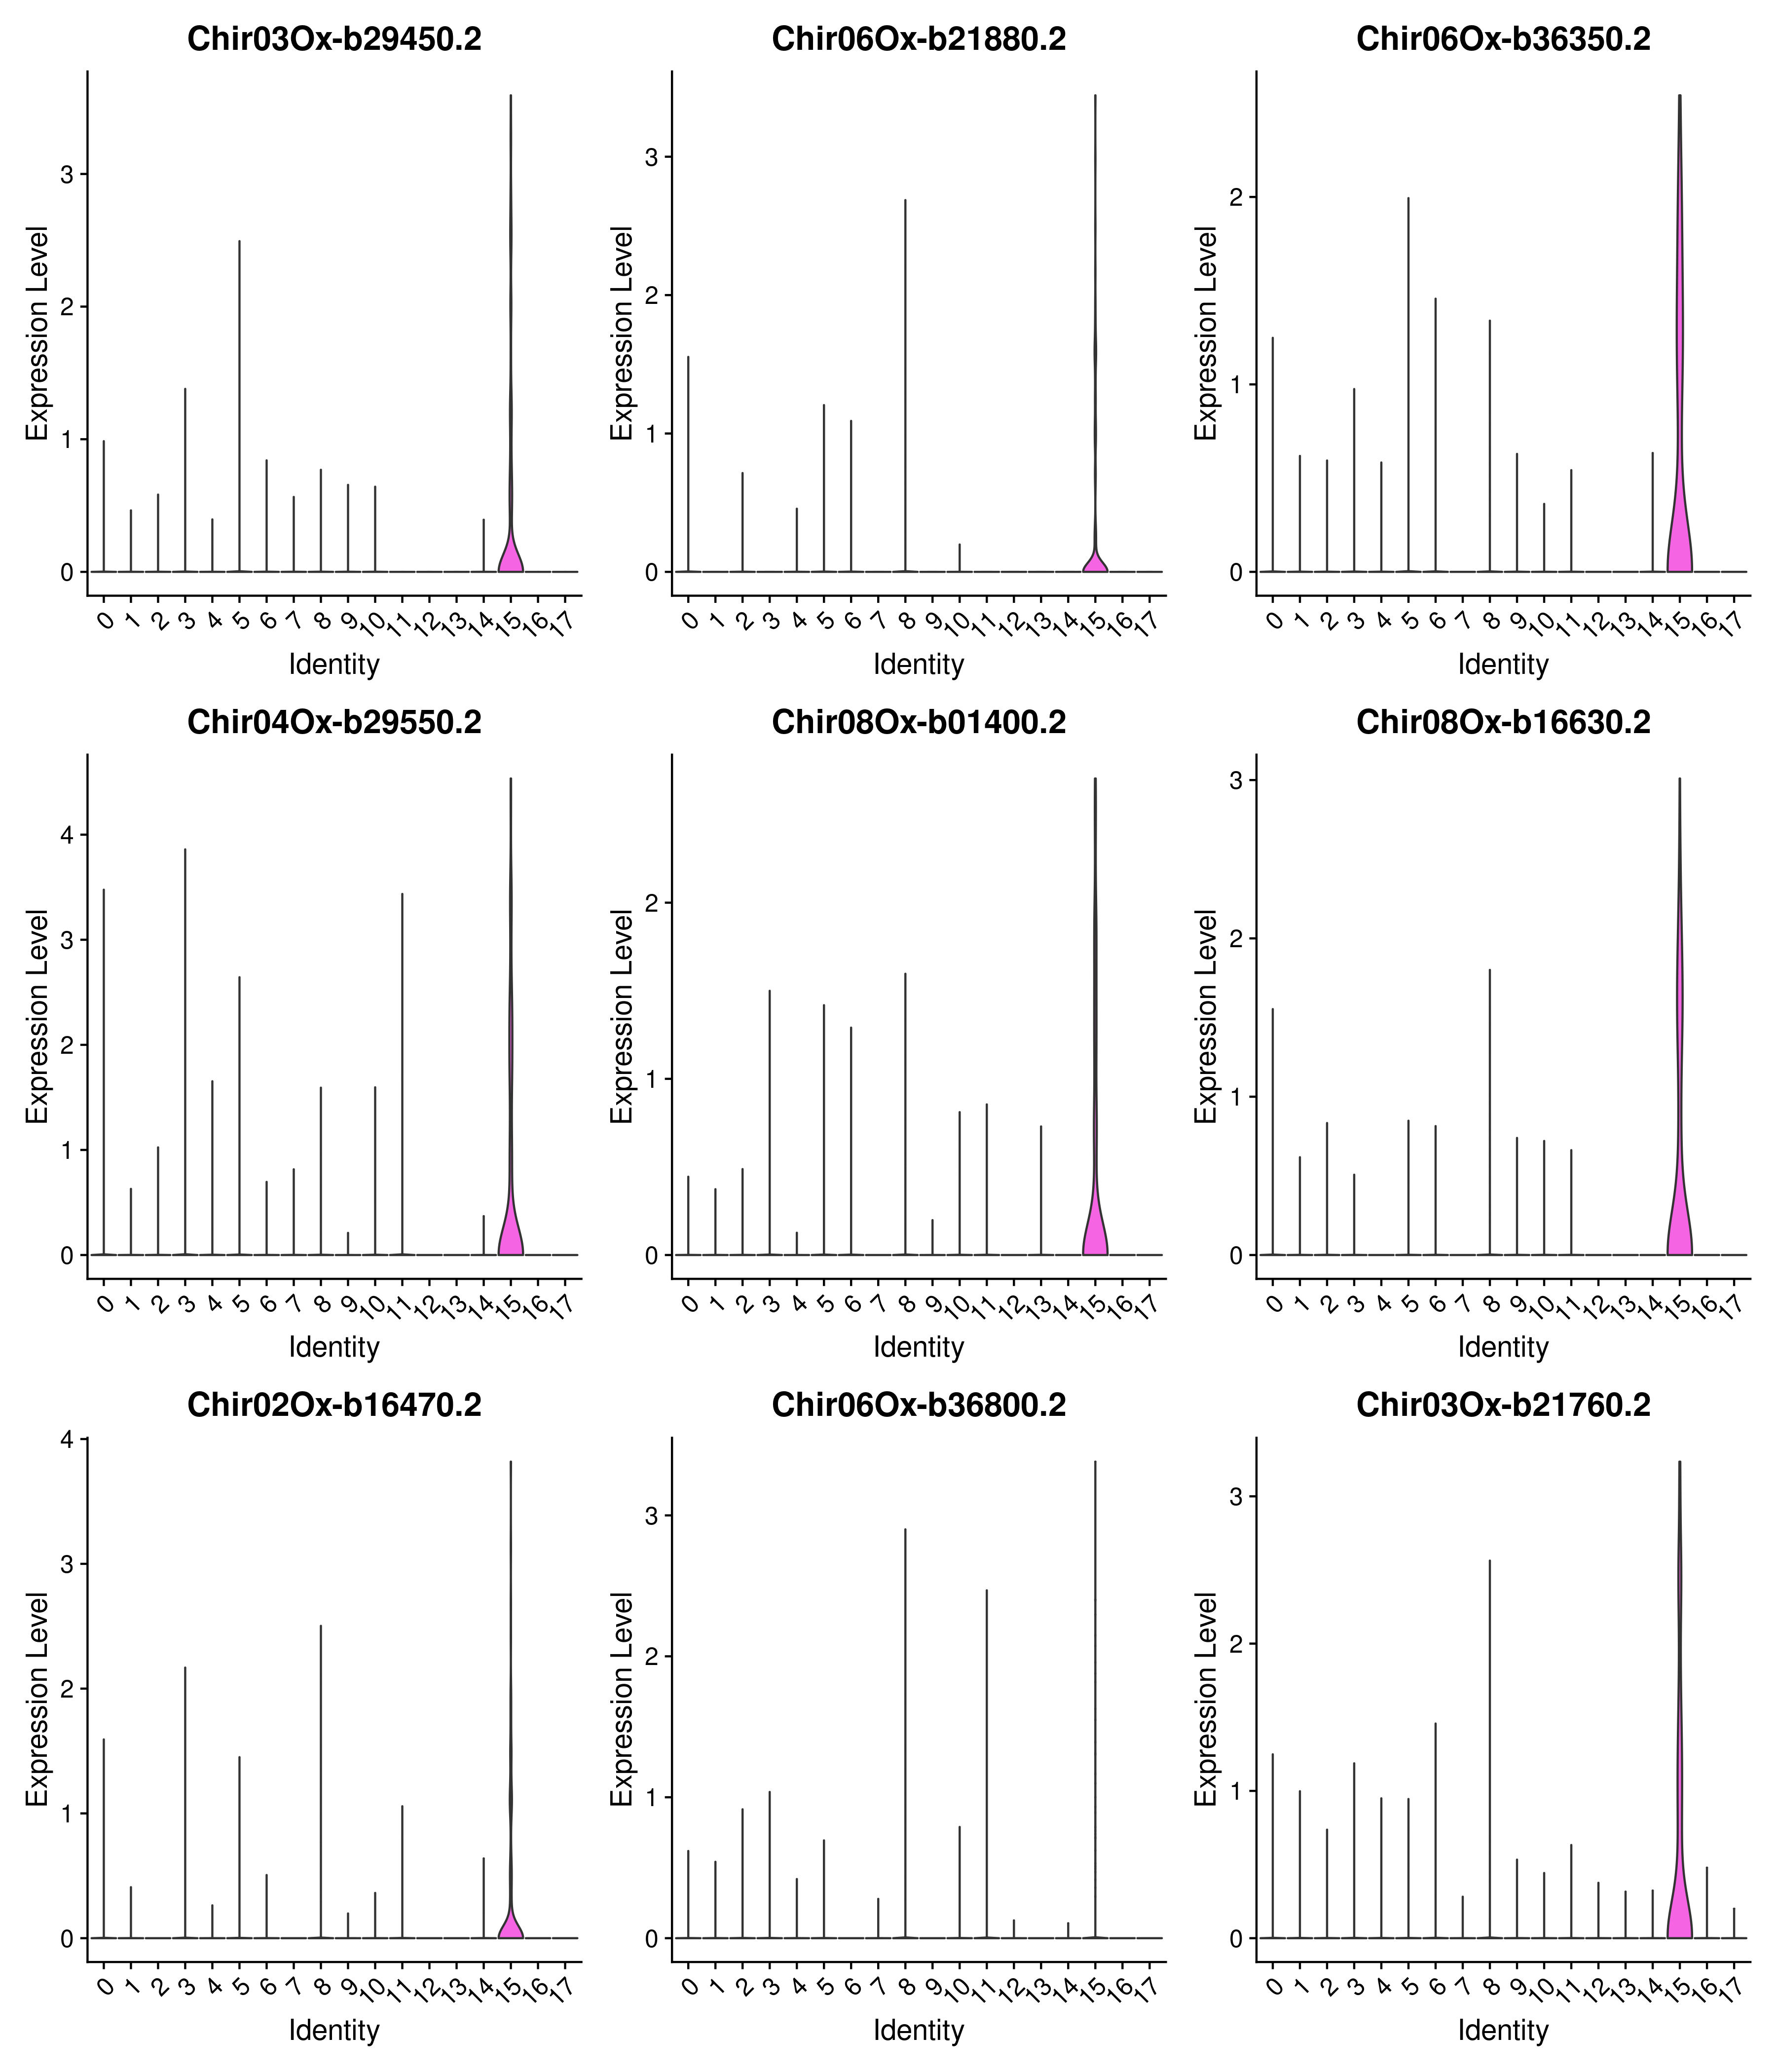 Chir03Ox-b29450.2
Expression Level
3
2
1
0
0 1 2 3 4 5 6 7 8 9 10 11 12 13 14 15 16 17
Identity
Chir06Ox-b21880.2
Expression Level
3
2
1
0
0 1 2 3 4 5 6 7 8 9 10 11 12 13 14 15 16 17
Identity
Chir06Ox-b36350.2
Expression Level
2
1
0
0 1 2 3 4 5 6 7 8 9 10 11 12 13 14 15 16 17
Identity
Chir04Ox-b29550.2
Expression Level
4
3
2
1
0
0 1 2 3 4 5 6 7 8 9 10 11 12 13 14 15 16 17
Identity
Chir08Ox-b01400.2
Expression Level
2
1
0
0 1 2 3 4 5 6 7 8 9 10 11 12 13 14 15 16 17
Identity
Chir08Ox-b16630.2
Expression Level
3
2
1
0
0 1 2 3 4 5 6 7 8 9 10 11 12 13 14 15 16 17
Identity
Chir02Ox-b16470.2
Expression Level
4
3
2
1
0
0 1 2 3 4 5 6 7 8 9 10 11 12 13 14 15 16 17
Identity
Chir06Ox-b36800.2
Expression Level
3
2
1
0
0 1 2 3 4 5 6 7 8 9 10 11 12 13 14 15 16 17
Identity
Chir03Ox-b21760.2
Expression Level
3
2
1
0
0 1 2 3 4 5 6 7 8 9 10 11 12 13 14 15 16 17
Identity